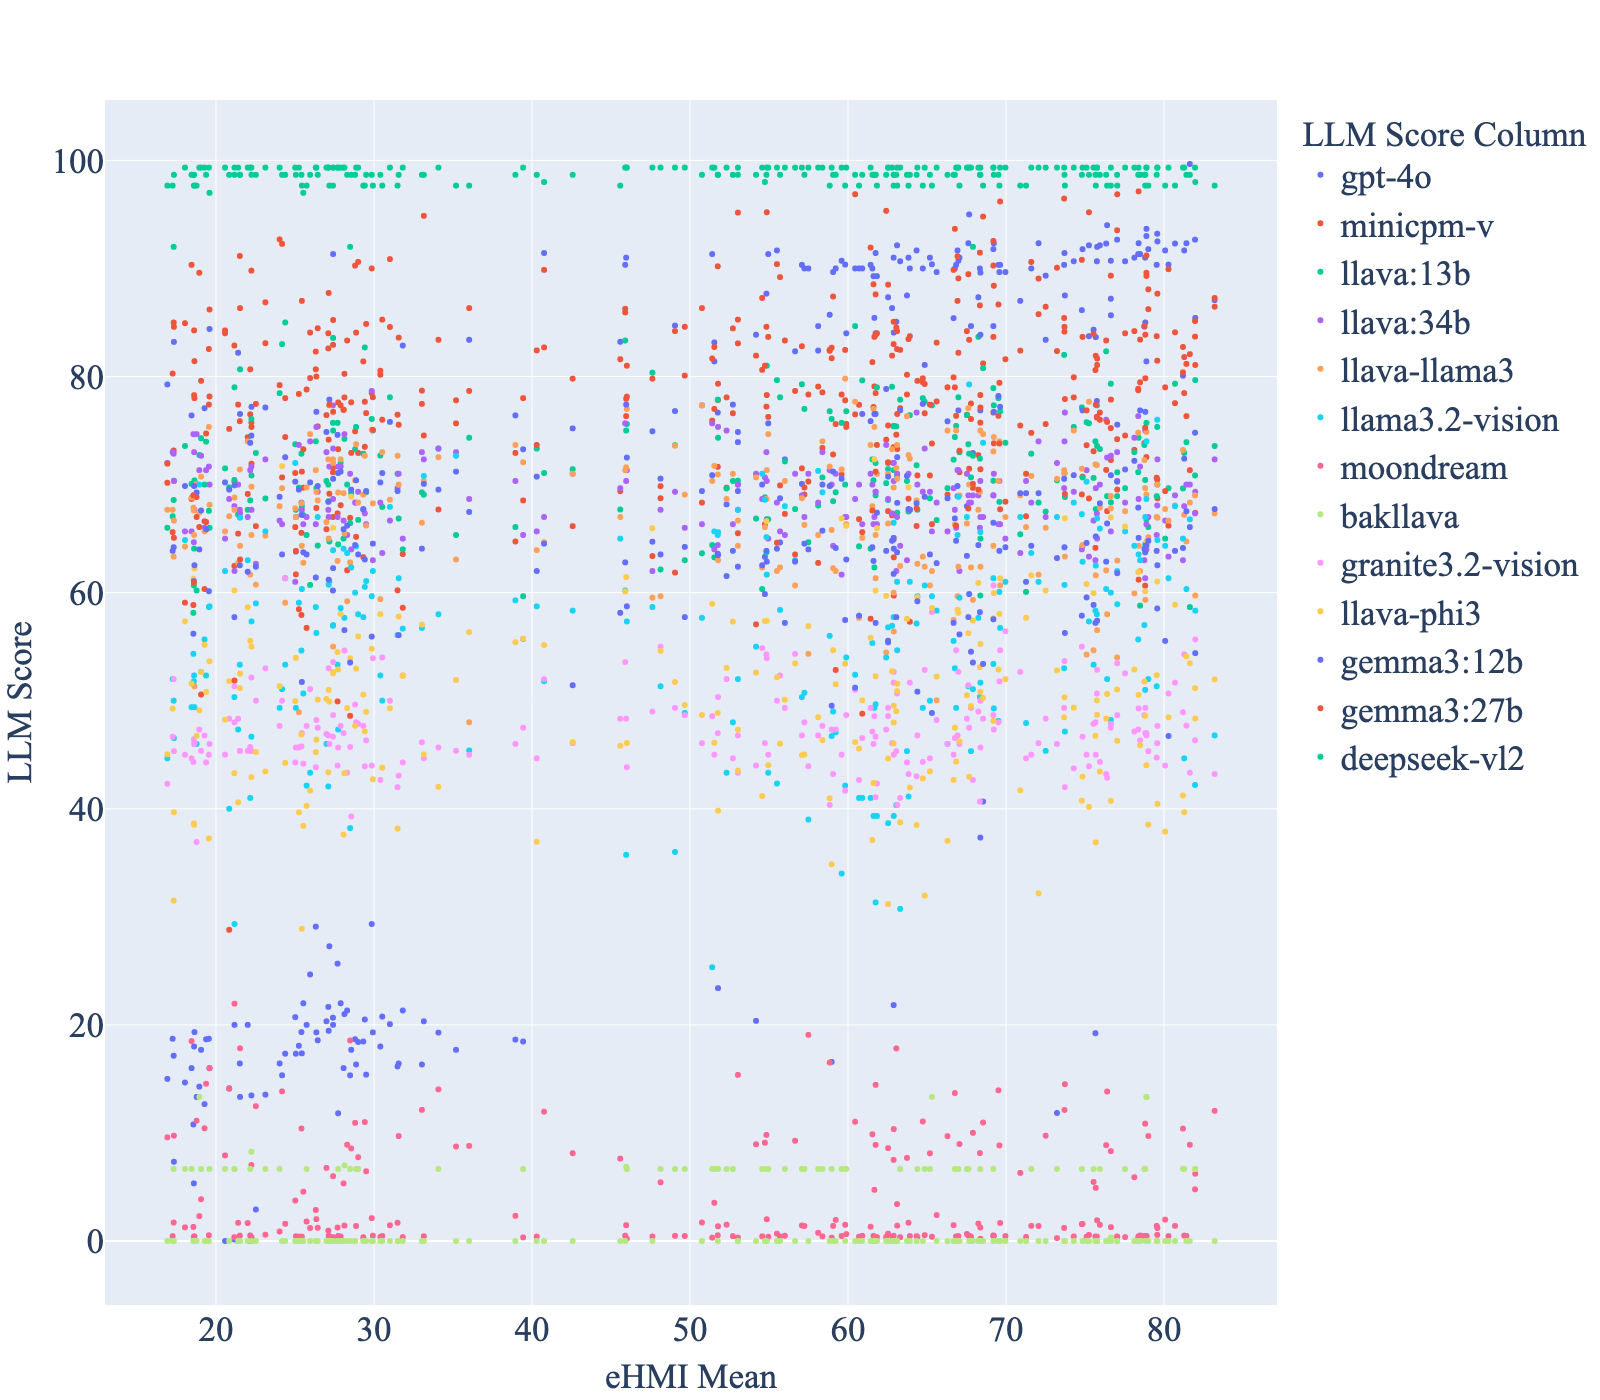 LLM Score Column
gpt-4o
minicpm-v
llava:13b
llava:34b
llava-llama3
llama3.2-vision
moondream
bakllava
granite3.2-vision
llava-phi3
gemma3:12b
gemma3:27b
deepseek-vl2
100
80
60
40
20
0
LLM Score
20 30 40 50 60 70 80
eHMI Mean